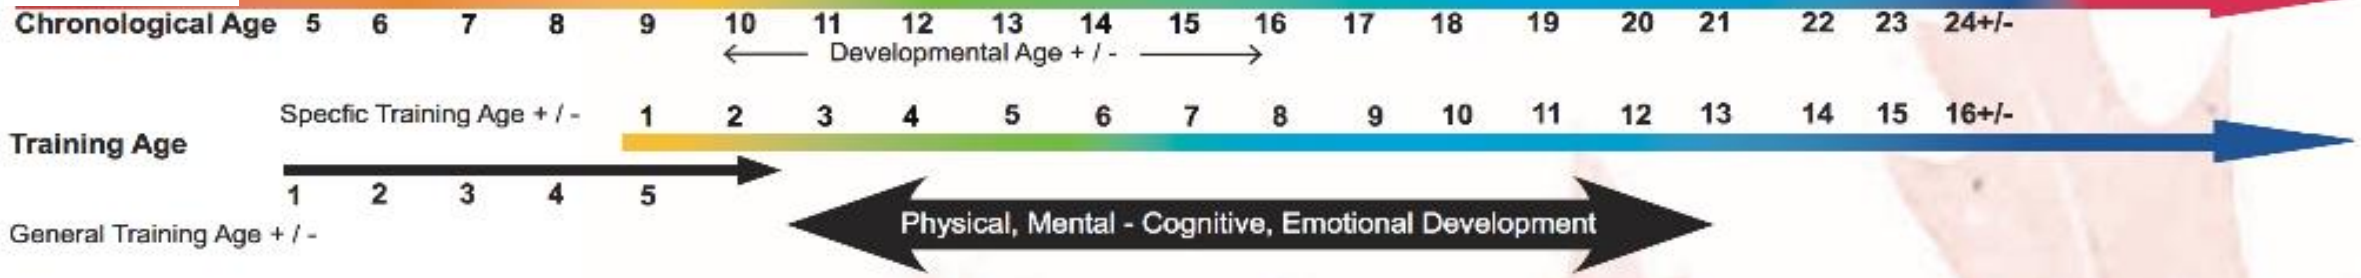 Chronological Age 5 6 7 8 9 10 11 12 13 14 15 16 17 18 19 20 21 22 23 24+/-
Developmental Age + / -
Specfic Training Age + / - 1 2 3 4 5 6 7 8 9 10 11 12 13 14 15 16+/-
Training Age
1 2 3 4 5
Physical, Mental - Cognitive, Emotional Development
General Training Age + / -